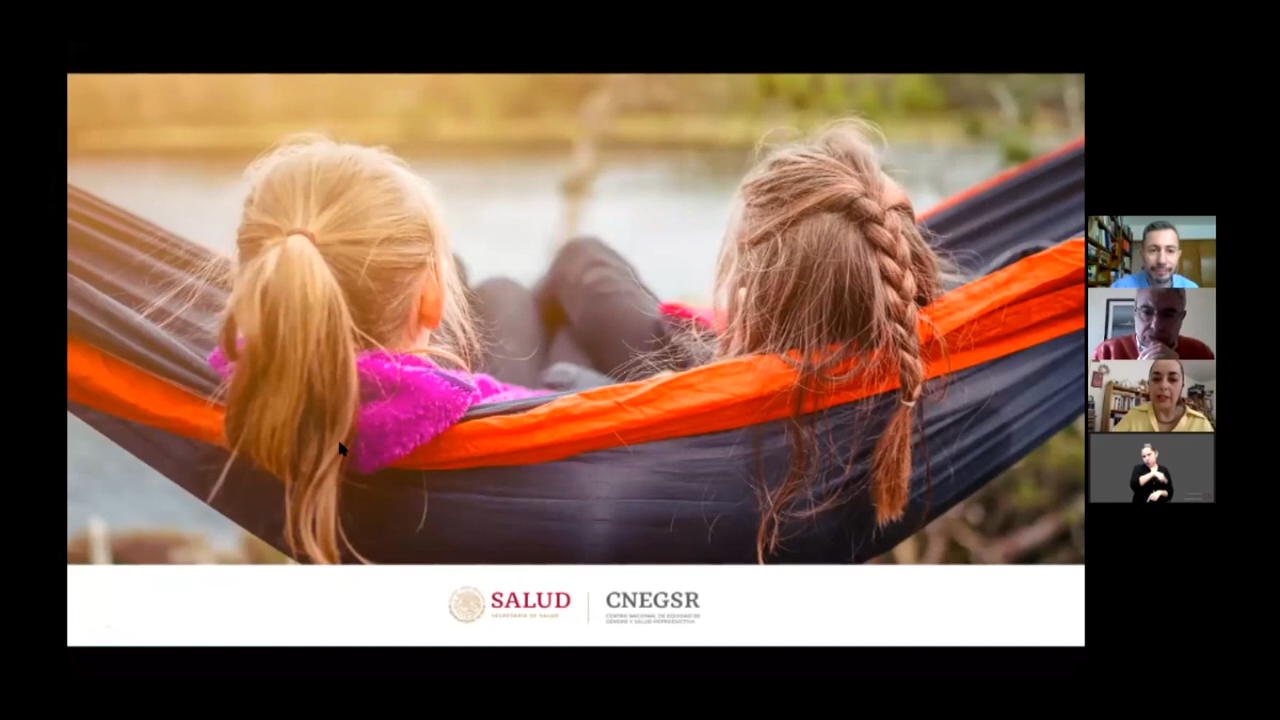 SALUD
SECRETARÍA DE SALUD
CNEGSR
CENTRO NACIONAL DE EQUIDAD DE
GÉNERO Y SALUD REPRODUCTIVA